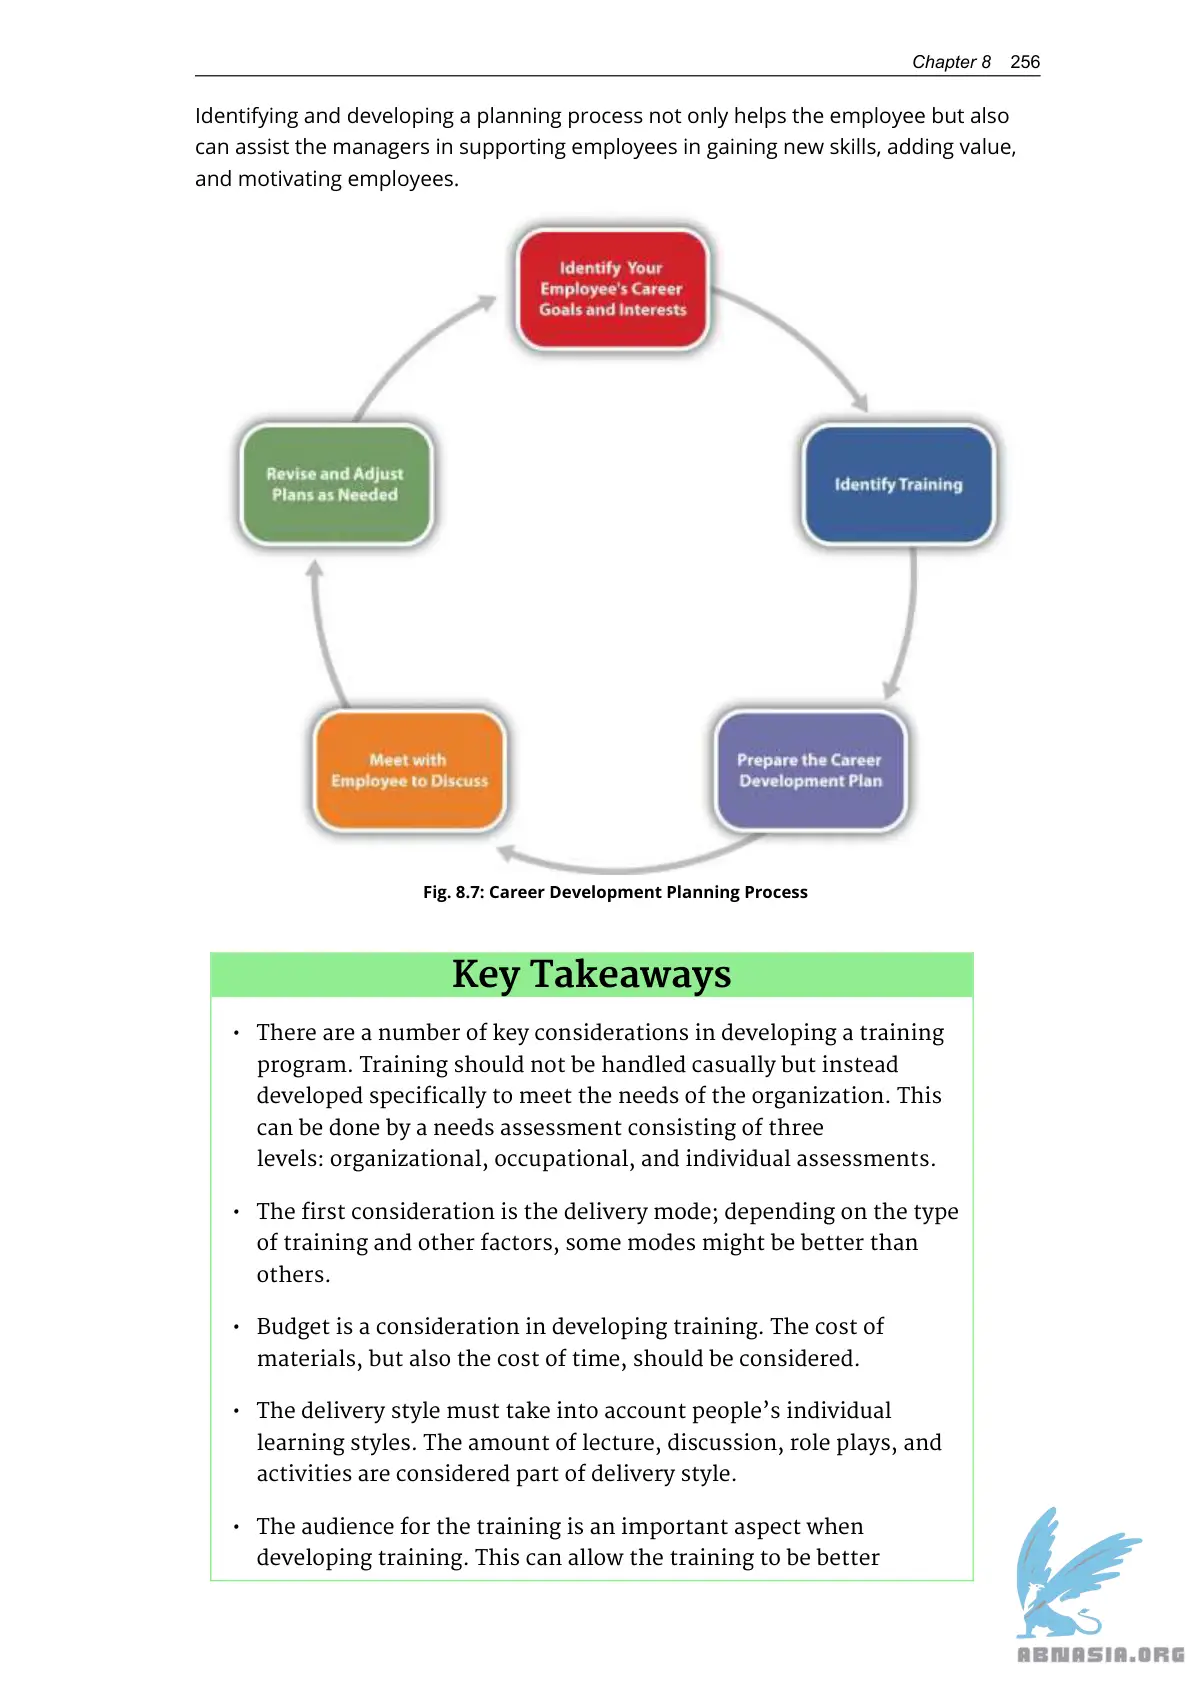 Chapter 8 256
Identifying and developing a planning process not only helps the employee but also
can assist the managers in supporting employees in gaining new skills, adding value,
and motivating employees.
Identify Your
Employee's Career
Goals and Interests
Identify Training
Prepare the Career
Development Plan
Meet with
Employee to Discuss
Revise and Adjust
Plans as Needed
Fig. 8.7: Career Development Planning Process
Key Takeaways
• There are a number of key considerations in developing a training
program. Training should not be handled casually but instead
developed specifically to meet the needs of the organization. This
can be done by a needs assessment consisting of three
levels: organizational, occupational, and individual assessments.
• The first consideration is the delivery mode; depending on the type
of training and other factors, some modes might be better than
others.
• Budget is a consideration in developing training. The cost of
materials, but also the cost of time, should be considered.
• The delivery style must take into account people’s individual
learning styles. The amount of lecture, discussion, role plays, and
activities are considered part of delivery style.
• The audience for the training is an important aspect when
developing training. This can allow the training to be better
ABNASIA.ORG